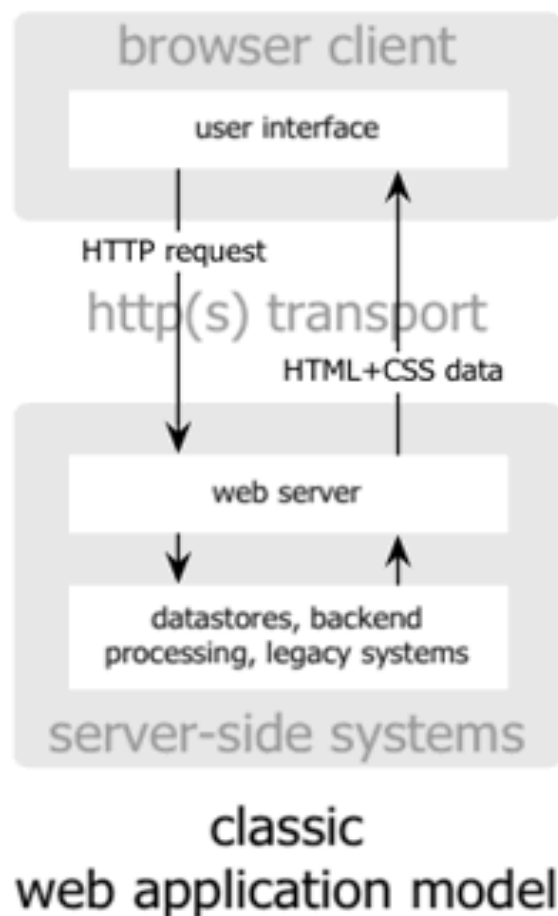 browser client
user interface
HTTP request
http(s) transport
HTML+CSS data
web server
datastores, backend
processing, legacy systems
server-side systems
classic
web application model